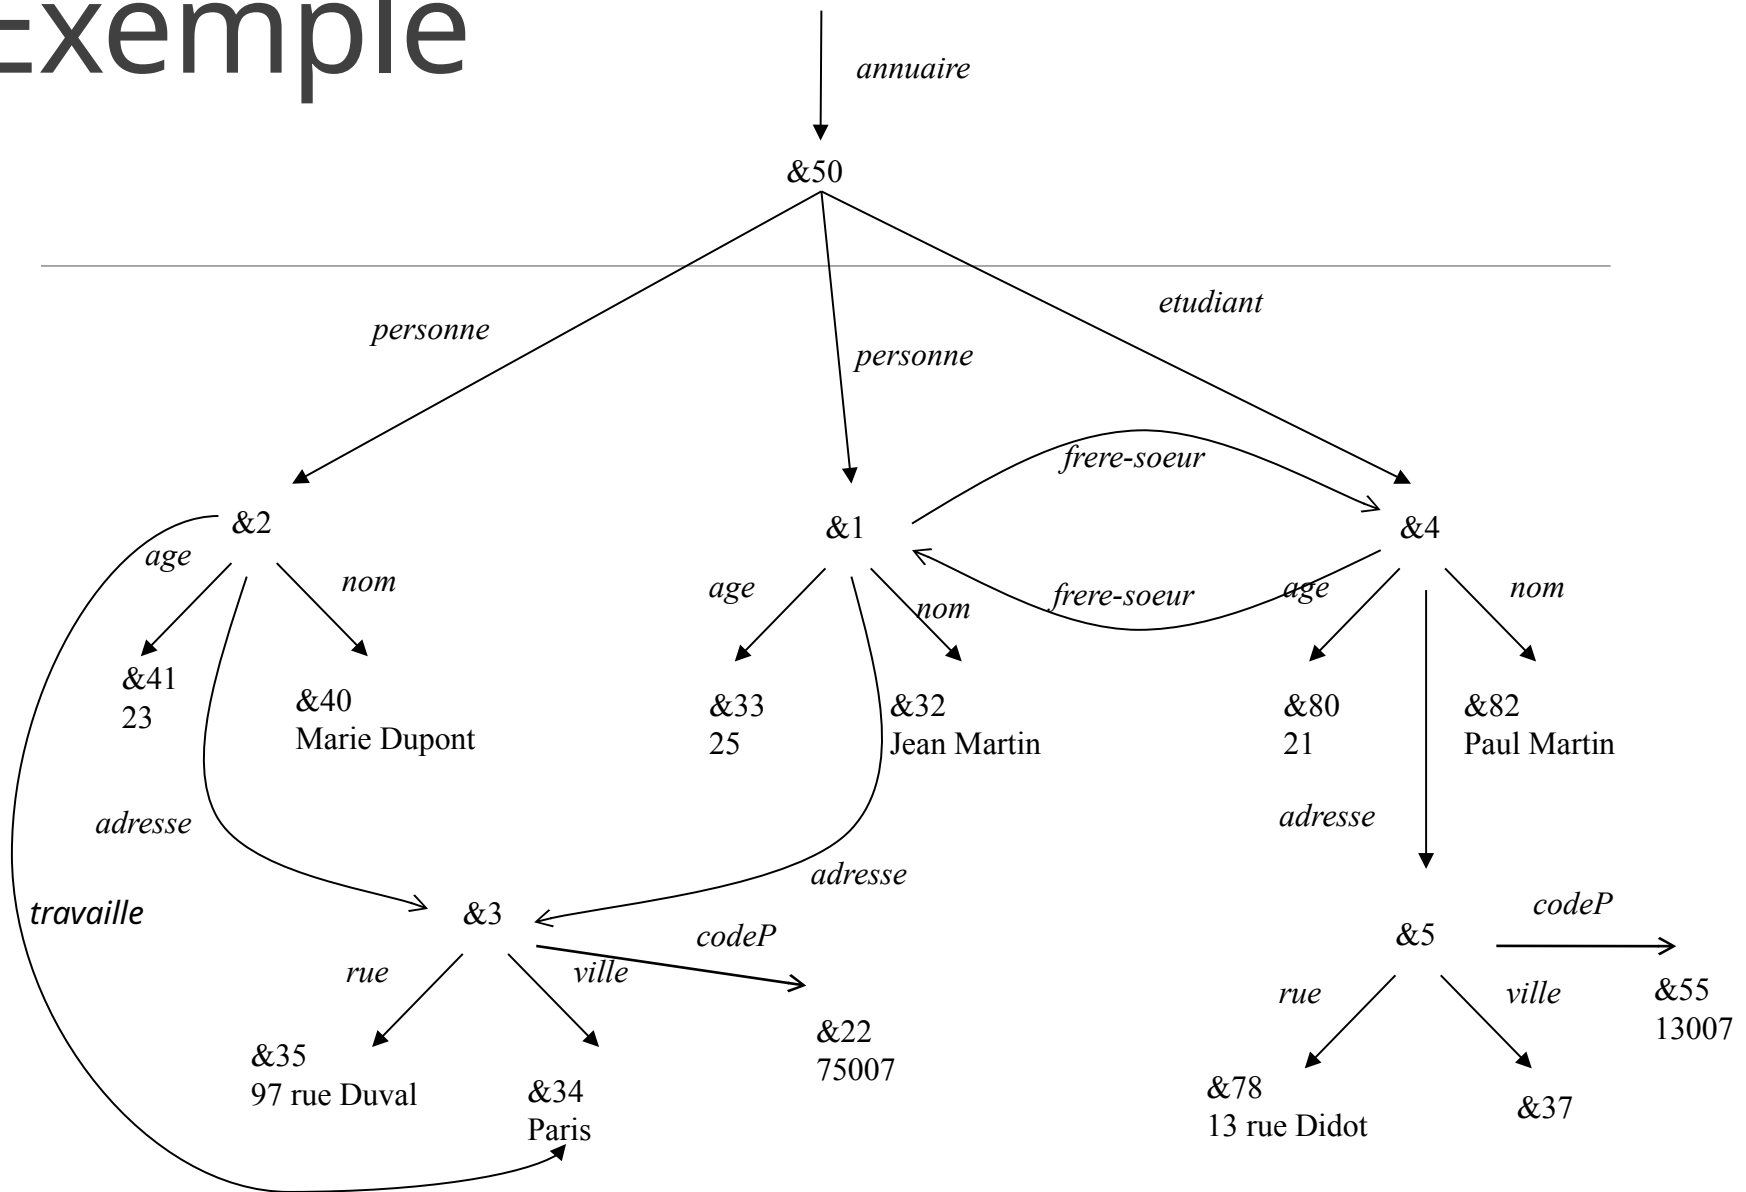 Exemple
annuaire
&50
personne
personne
etudiant
frere-soeur
&2
&1
&4
age
nom
age
nom
frere-soeur
age
nom
&41
23
&40
Marie Dupont
&33
25
&32
Jean Martin
&80
21
&82
Paul Martin
adresse
adresse
adresse
travaille
&3
codeP
&5
codeP
rue
ville
rue
ville
&55
13007
&35
97 rue Duval
&34
Paris
&22
75007
&78
13 rue Didot
&37